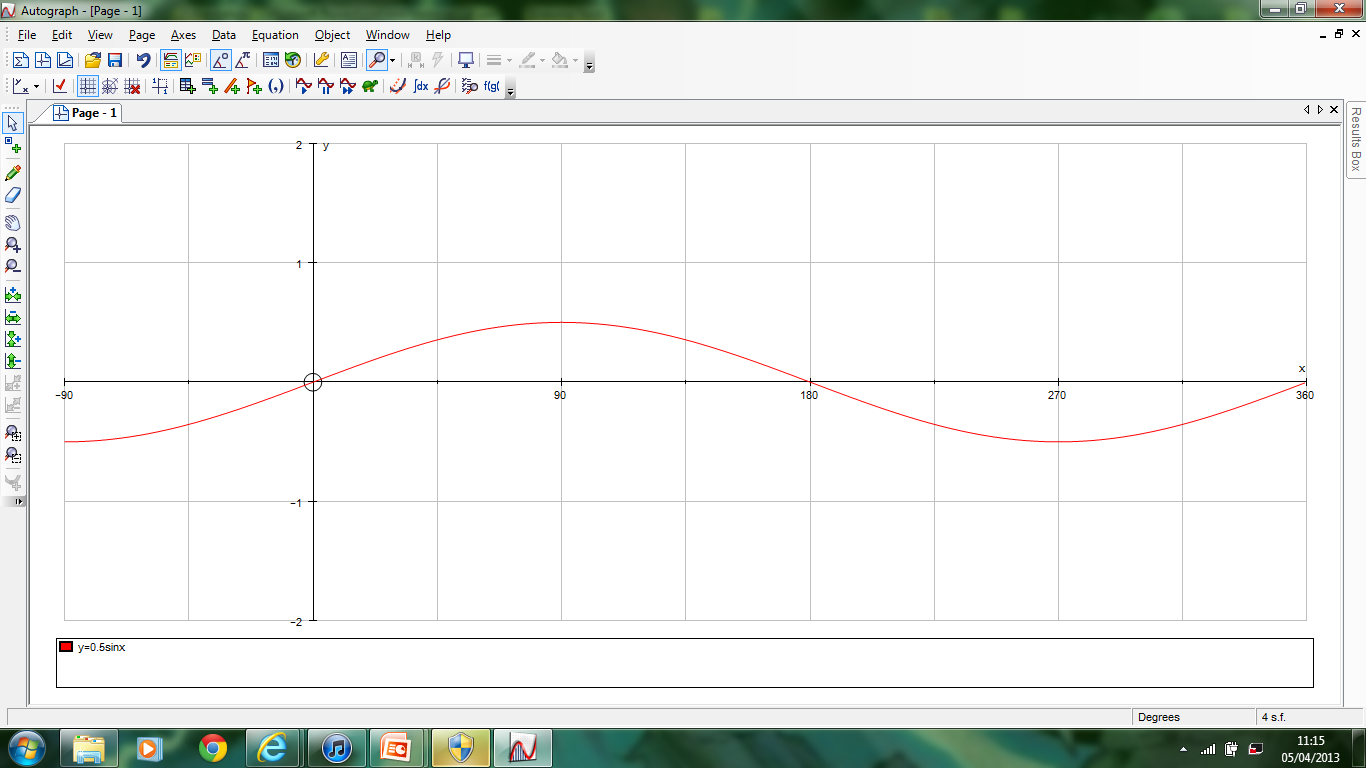 Autograph - [Page - 1]
File Edit View Page Axes Data Equation Object Window Help
Page - 1
Results Box
2 y
1
x
−90 90 180 270 360
−1
−2
y=0.5sinx
Degrees 4 s.f.
11:15
05/04/2013